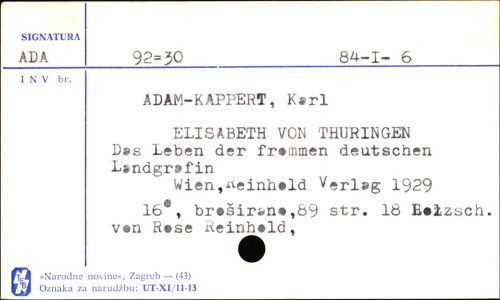 SIGNATURA
ADA 92=30 84-I- 6
I N V br.
ADAM-KAPPERT, Karl
ELISABETH VON THURINGEN
Das Leben der frommen deutschen
Landgrafin
Wien, Reinhold Verlag 1929
16°, broširano, 89 str. 18 Holzsch.
von Rose Reinhold,
»Narodne novine«, Zagreb — (43)
Oznaka za narudžbu: UT-XI/11-13